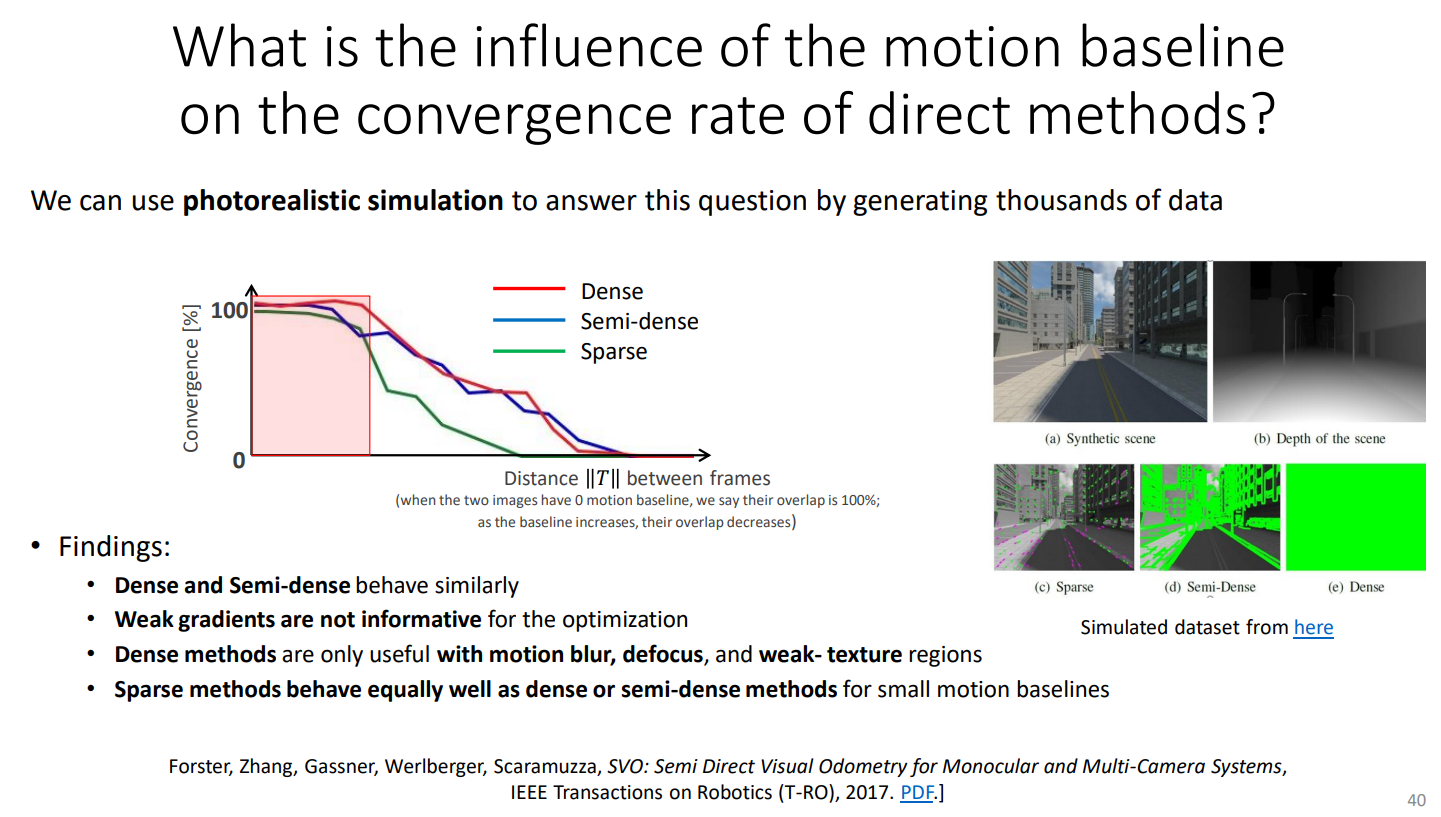 What is the influence of the motion baseline
on the convergence rate of direct methods?
We can use photorealistic simulation to answer this question by generating thousands of data
Convergence [%]
100
0
Dense
Semi-dense
Sparse
Distance ‖T‖ between frames
(when the two images have 0 motion baseline, we say their overlap is 100%;
as the baseline increases, their overlap decreases)
(a) Synthetic scene
(b) Depth of the scene
(c) Sparse
(d) Semi-Dense
(e) Dense
Simulated dataset from here
• Findings:
• Dense and Semi-dense behave similarly
• Weak gradients are not informative for the optimization
• Dense methods are only useful with motion blur, defocus, and weak- texture regions
• Sparse methods behave equally well as dense or semi-dense methods for small motion baselines
Forster, Zhang, Gassner, Werlberger, Scaramuzza, SVO: Semi Direct Visual Odometry for Monocular and Multi-Camera Systems,
IEEE Transactions on Robotics (T-RO), 2017. PDF.]
40